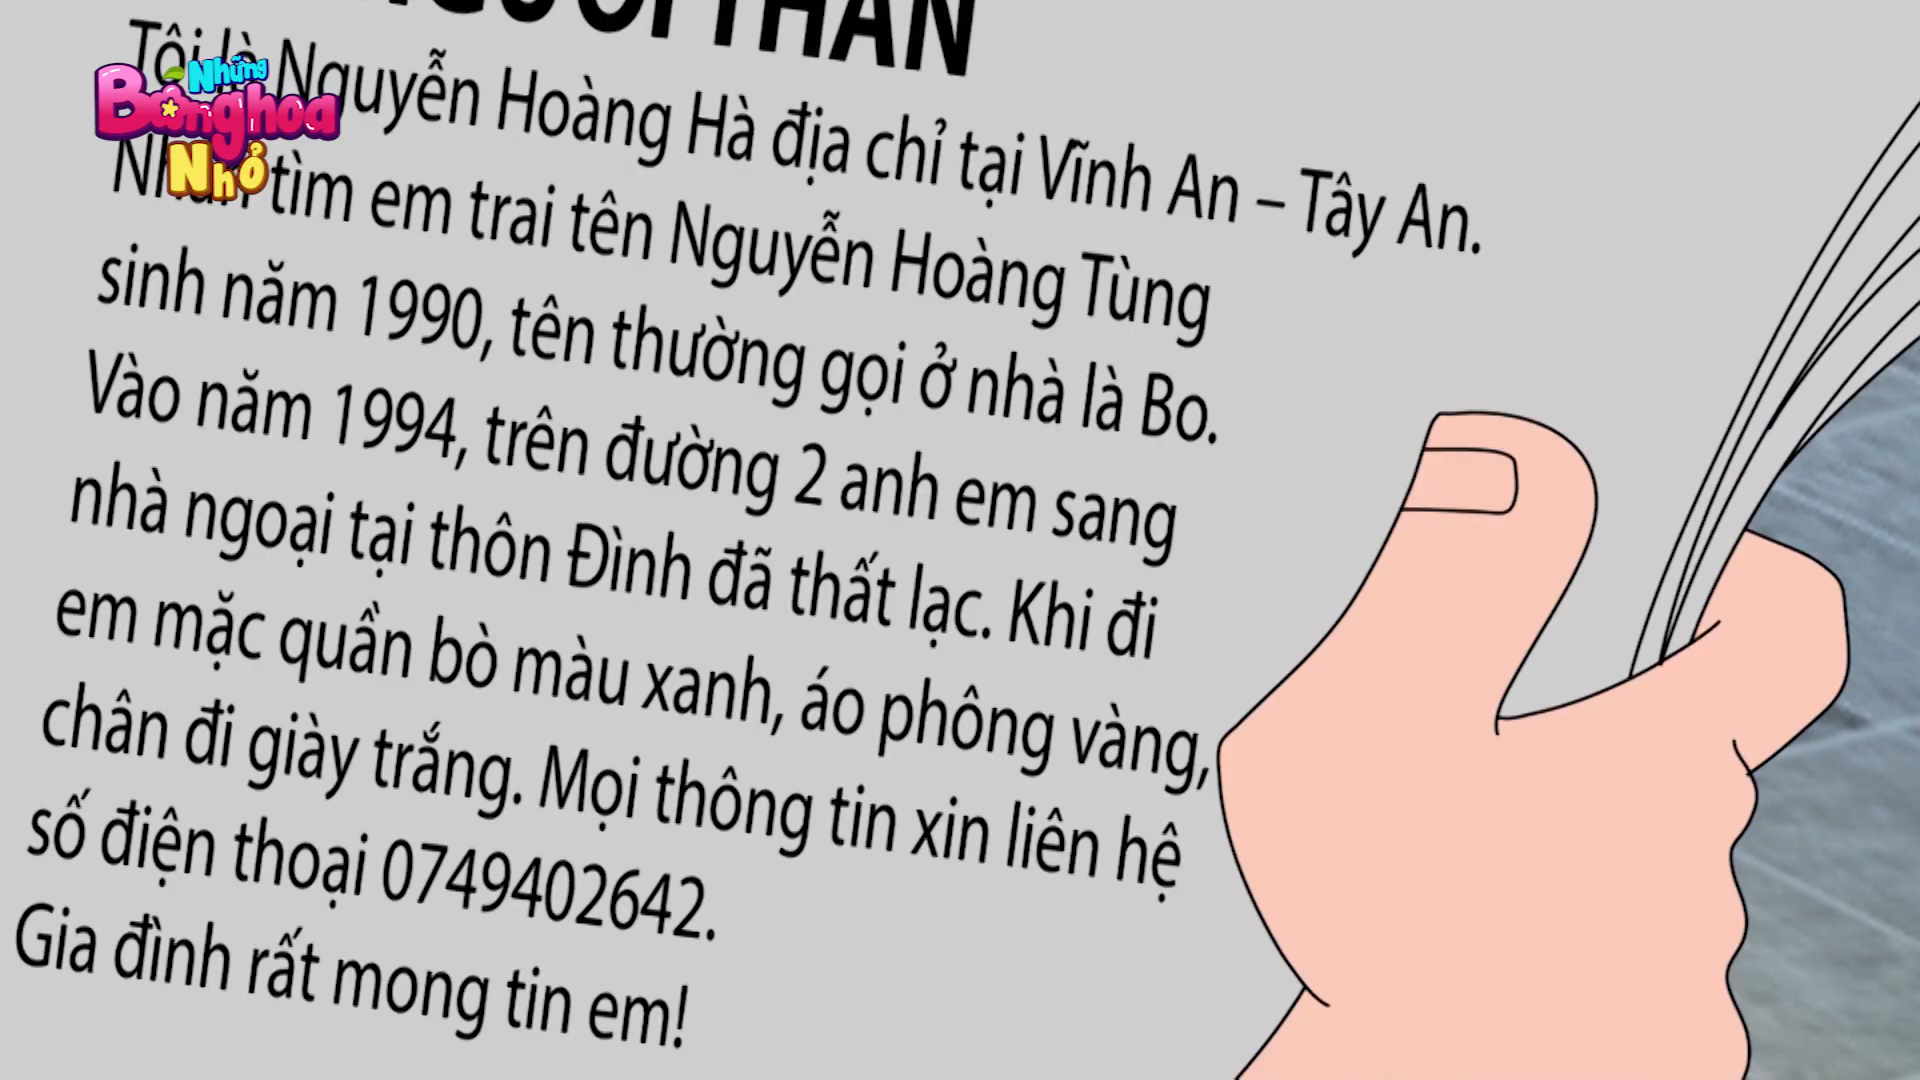 NGƯỜI THÂN
Những
Bông hoa
Nhỏ
Tôi là Nguyễn Hoàng Hà địa chỉ tại Vĩnh An – Tây An.
tìm em trai tên Nguyễn Hoàng Tùng
sinh năm 1990, tên thường gọi ở nhà là Bo.
Vào năm 1994, trên đường 2 anh em sang
nhà ngoại tại thôn Đình đã thất lạc. Khi đi
em mặc quần bò màu xanh, áo phông vàng,
chân đi giày trắng. Mọi thông tin xin liên hệ
số điện thoại 0749402642.
Gia đình rất mong tin em!